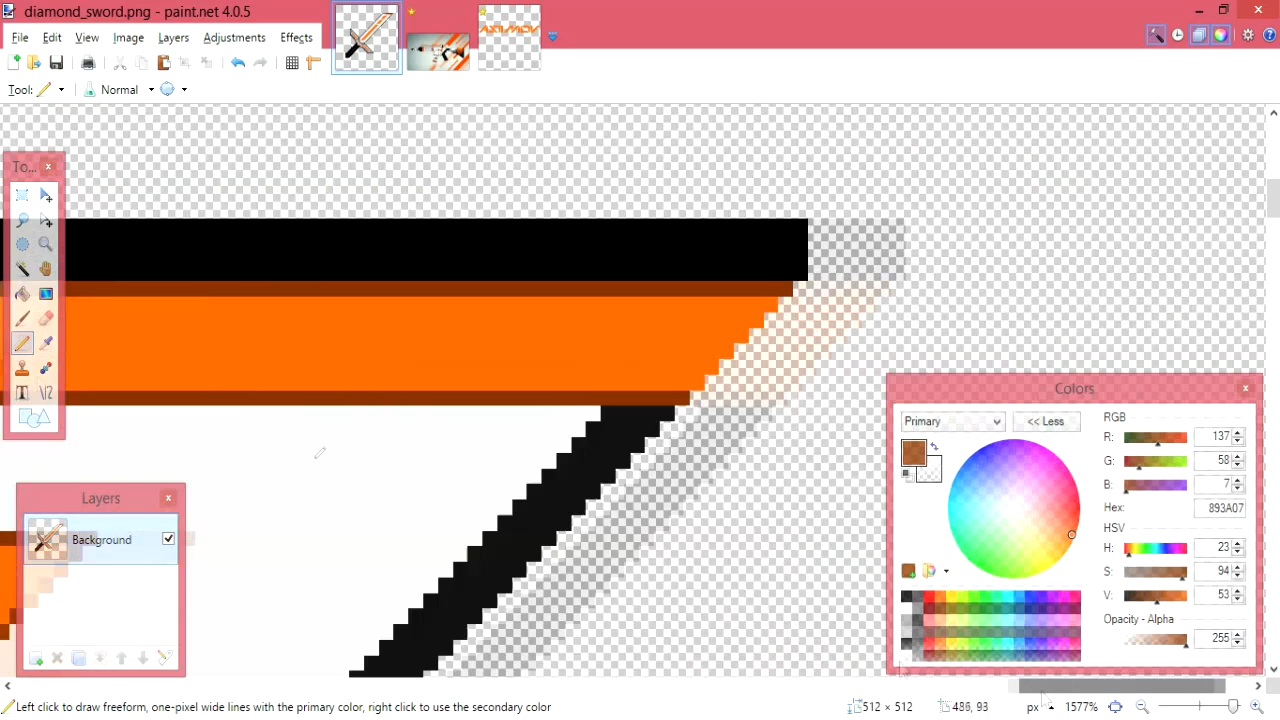 diamond_sword.png - paint.net 4.0.5
File Edit View Image Layers Adjustments Effects
AXIMOV
Tool: Normal
To...
Colors
Primary << Less
RGB
R: 137
G: 58
B: 7
Hex: 893A07
HSV
H: 23
S: 94
V: 53
Opacity - Alpha
255
Layers
Background
Left click to draw freeform, one-pixel wide lines with the primary color, right click to use the secondary color
512 × 512 486, 93 px 1577%